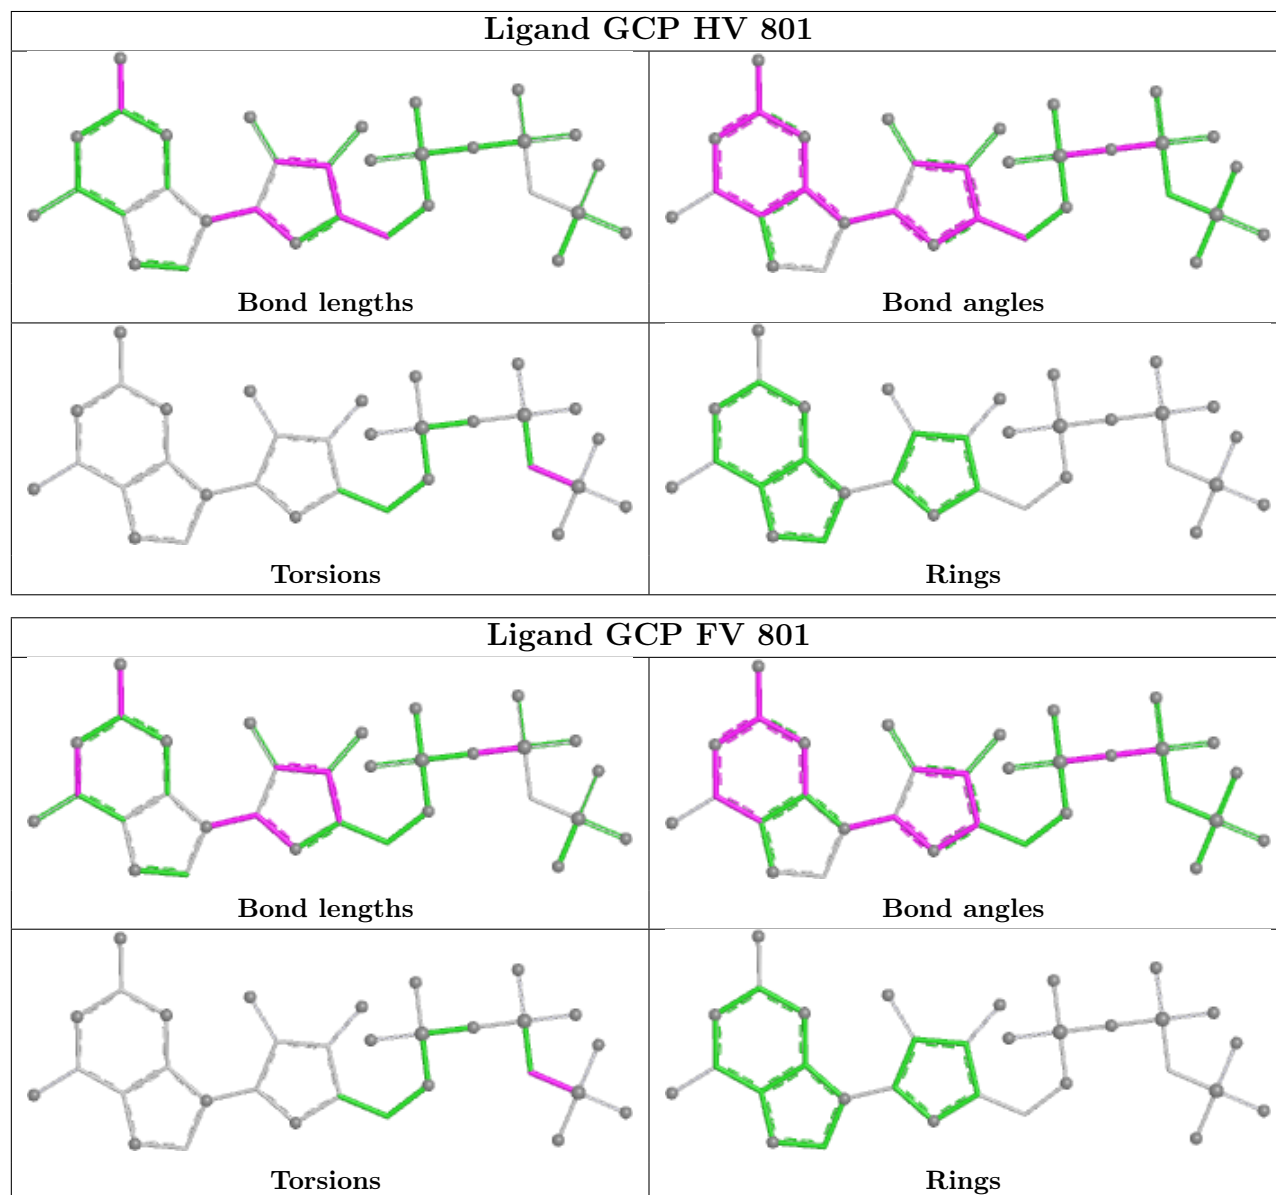 Ligand GCP HV 801
Bond lengths
Bond angles
Torsions
Rings
Ligand GCP FV 801
Bond lengths
Bond angles
Torsions
Rings